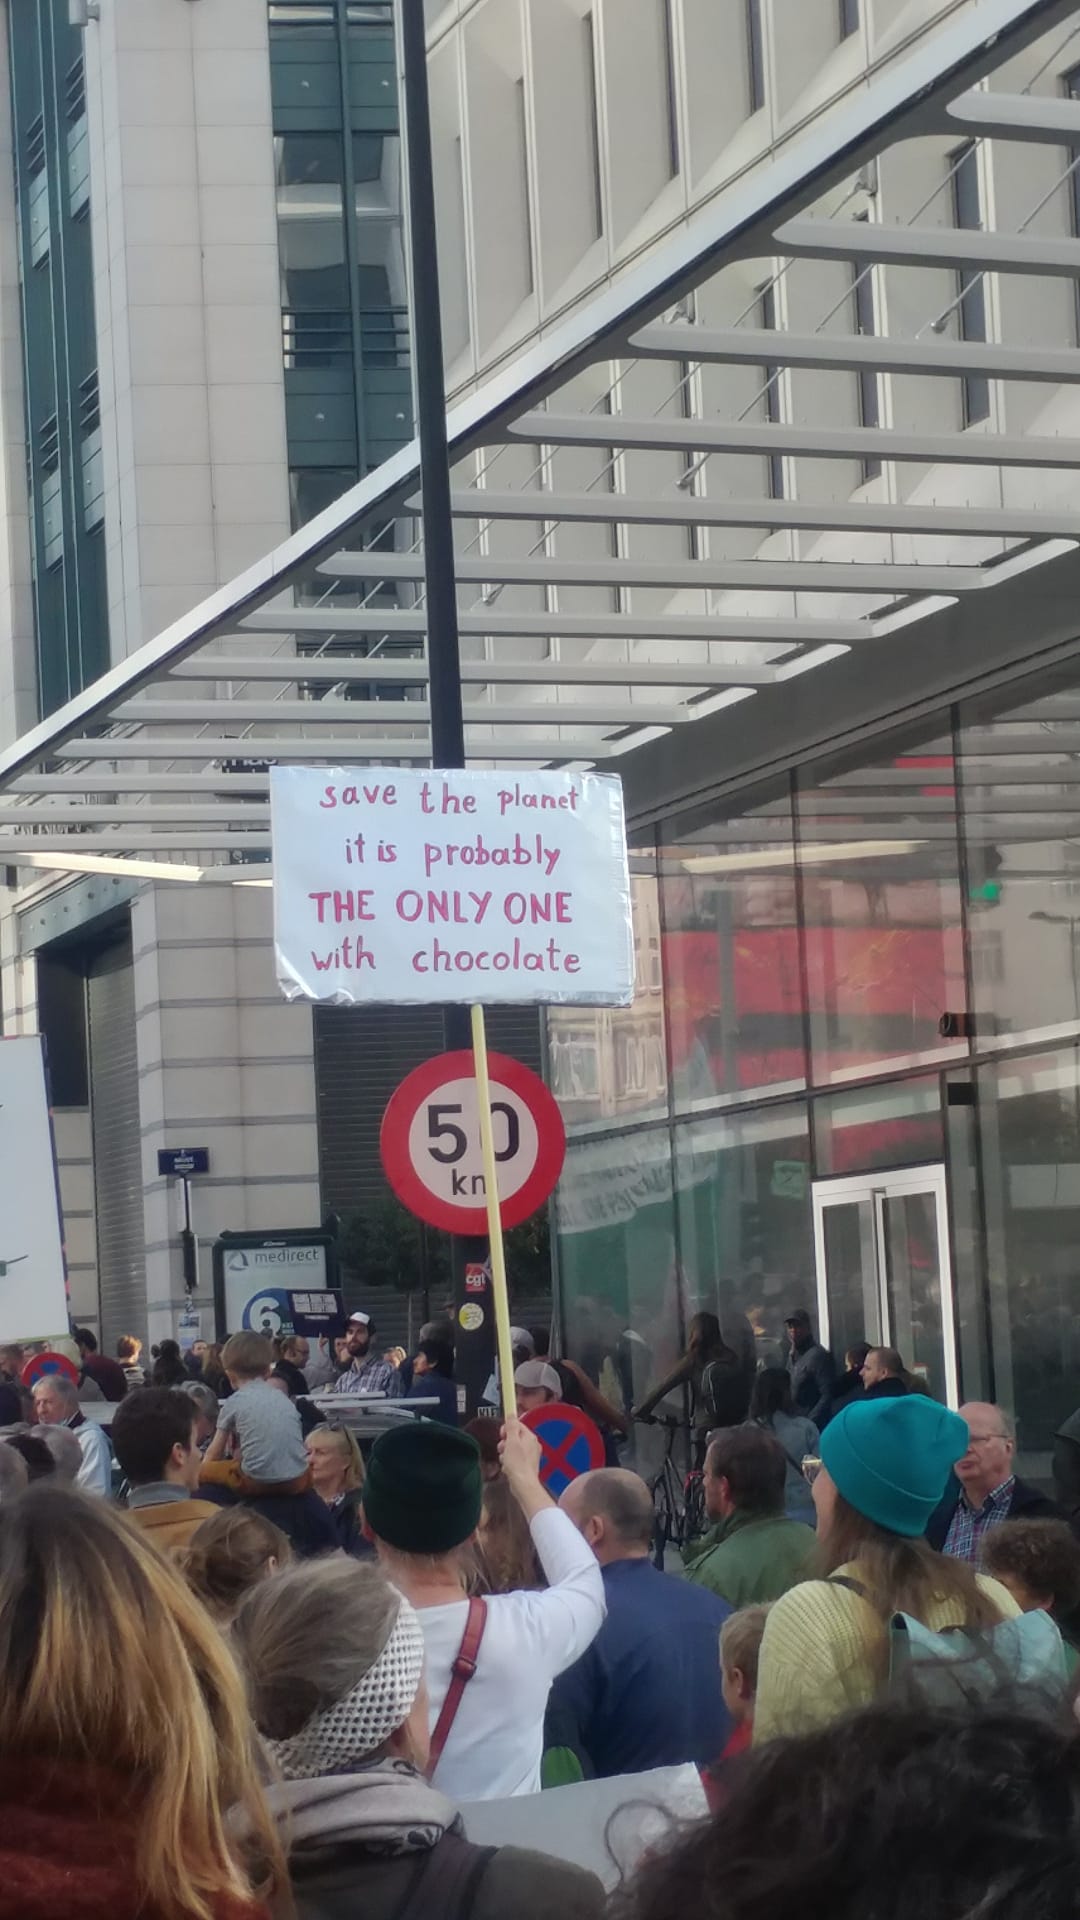 save the planet
it is probably
THE ONLY ONE
with chocolate
50
km
medirect
6
cgt